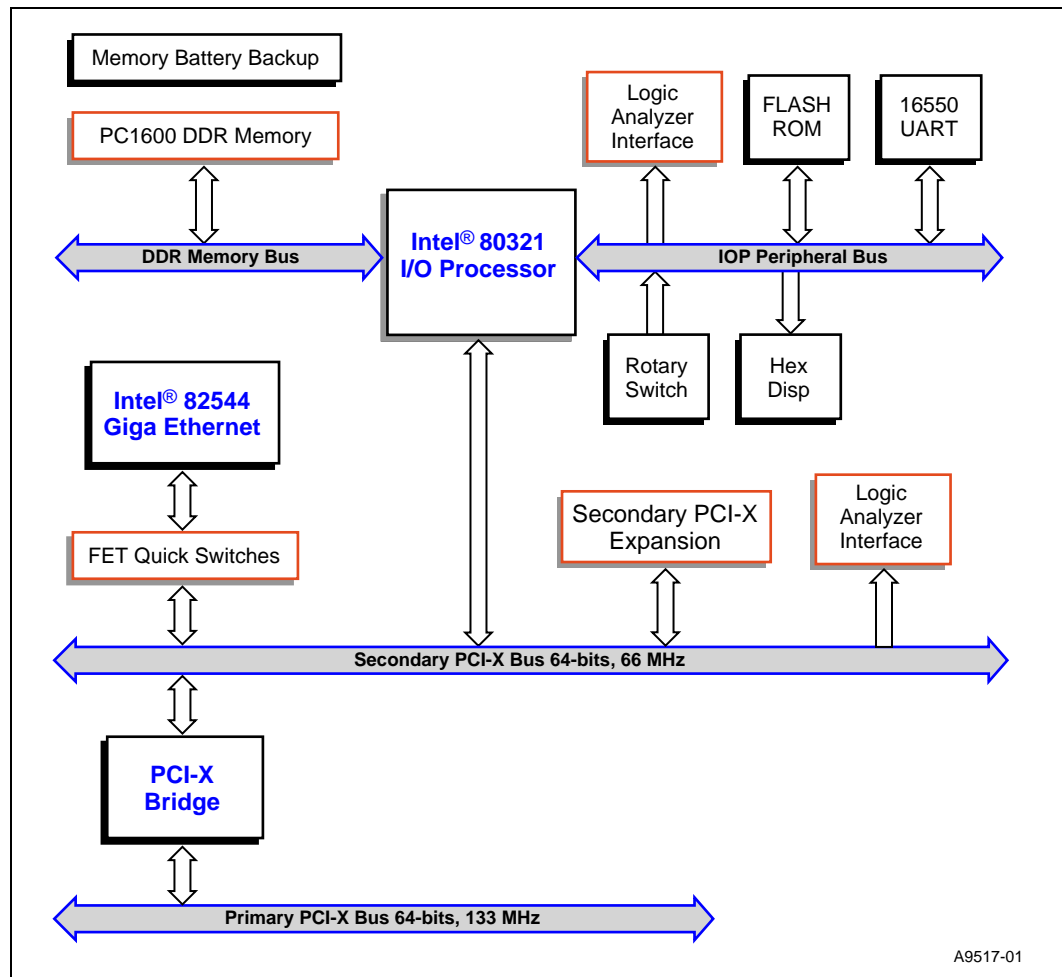 Memory Battery Backup
PC1600 DDR Memory
Logic
Analyzer
Interface
FLASH
ROM
16550
UART
Intel® 80321
I/O Processor
DDR Memory Bus
IOP Peripheral Bus
Rotary
Switch
Hex
Disp
Intel® 82544
Giga Ethernet
FET Quick Switches
Secondary PCI-X
Expansion
Logic
Analyzer
Interface
Secondary PCI-X Bus 64-bits, 66 MHz
PCI-X
Bridge
Primary PCI-X Bus 64-bits, 133 MHz
A9517-01